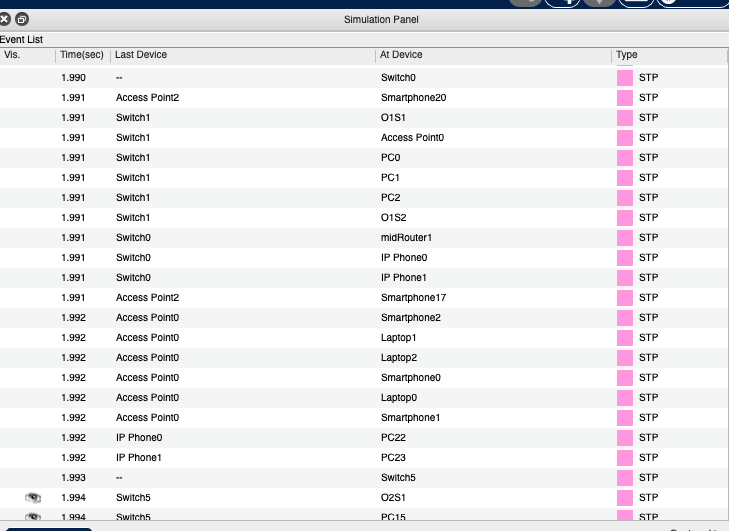 Simulation Panel
Event List
Vis. Time(sec) Last Device At Device Type
1.990 -- Switch0 STP
1.991 Access Point2 Smartphone20 STP
1.991 Switch1 O1S1 STP
1.991 Switch1 Access Point0 STP
1.991 Switch1 PC0 STP
1.991 Switch1 PC1 STP
1.991 Switch1 PC2 STP
1.991 Switch1 O1S2 STP
1.991 Switch0 midRouter1 STP
1.991 Switch0 IP Phone0 STP
1.991 Switch0 IP Phone1 STP
1.991 Access Point2 Smartphone17 STP
1.992 Access Point0 Smartphone2 STP
1.992 Access Point0 Laptop1 STP
1.992 Access Point0 Laptop2 STP
1.992 Access Point0 Smartphone0 STP
1.992 Access Point0 Laptop0 STP
1.992 Access Point0 Smartphone1 STP
1.992 IP Phone0 PC22 STP
1.992 IP Phone1 PC23 STP
1.993 -- Switch5 STP
1.994 Switch5 O2S1 STP
1.994 Switch5 PC15 STP